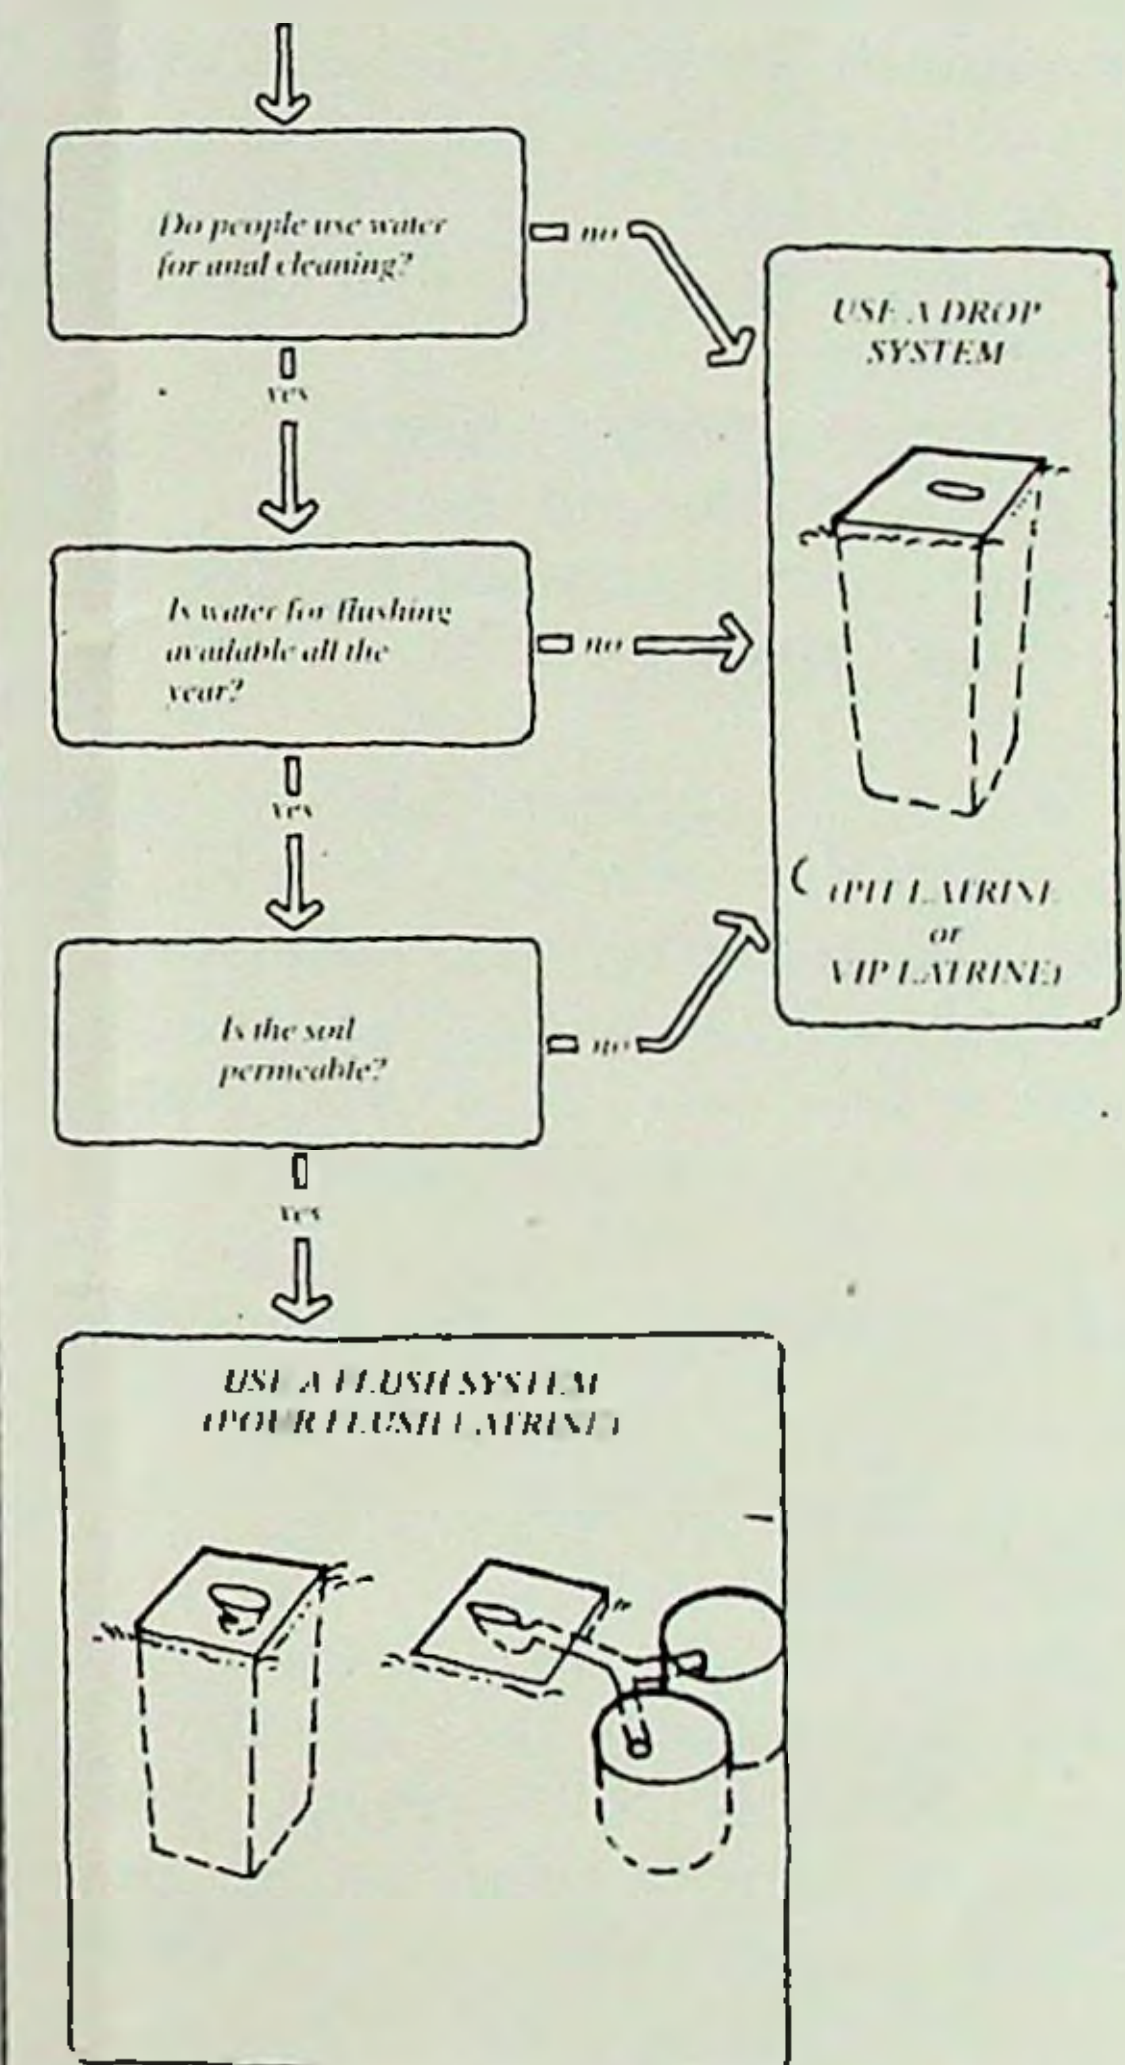 Do people use water
for anal cleaning?
no
yes
USE A DROP
SYSTEM
Is water for flushing
available all the
year?
no
yes
(PIT LATRINE
or
VIP LATRINE)
Is the soil
permeable?
no
yes
USE A FLUSH SYSTEM
(POUR FLUSH LATRINE)